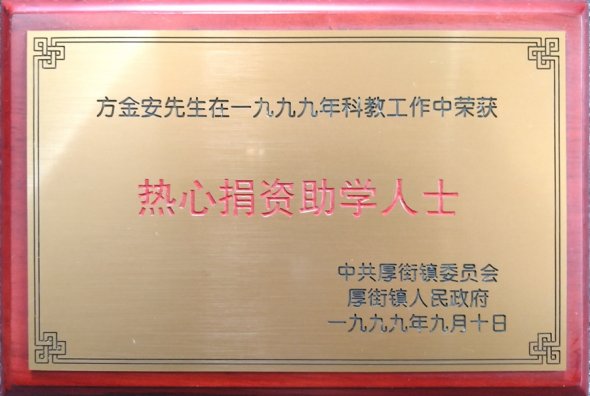 方金安先生在一九九九年科教工作中荣获
热心捐资助学人士
中共厚街镇委员会
厚街镇人民政府
一九九九年九月十日